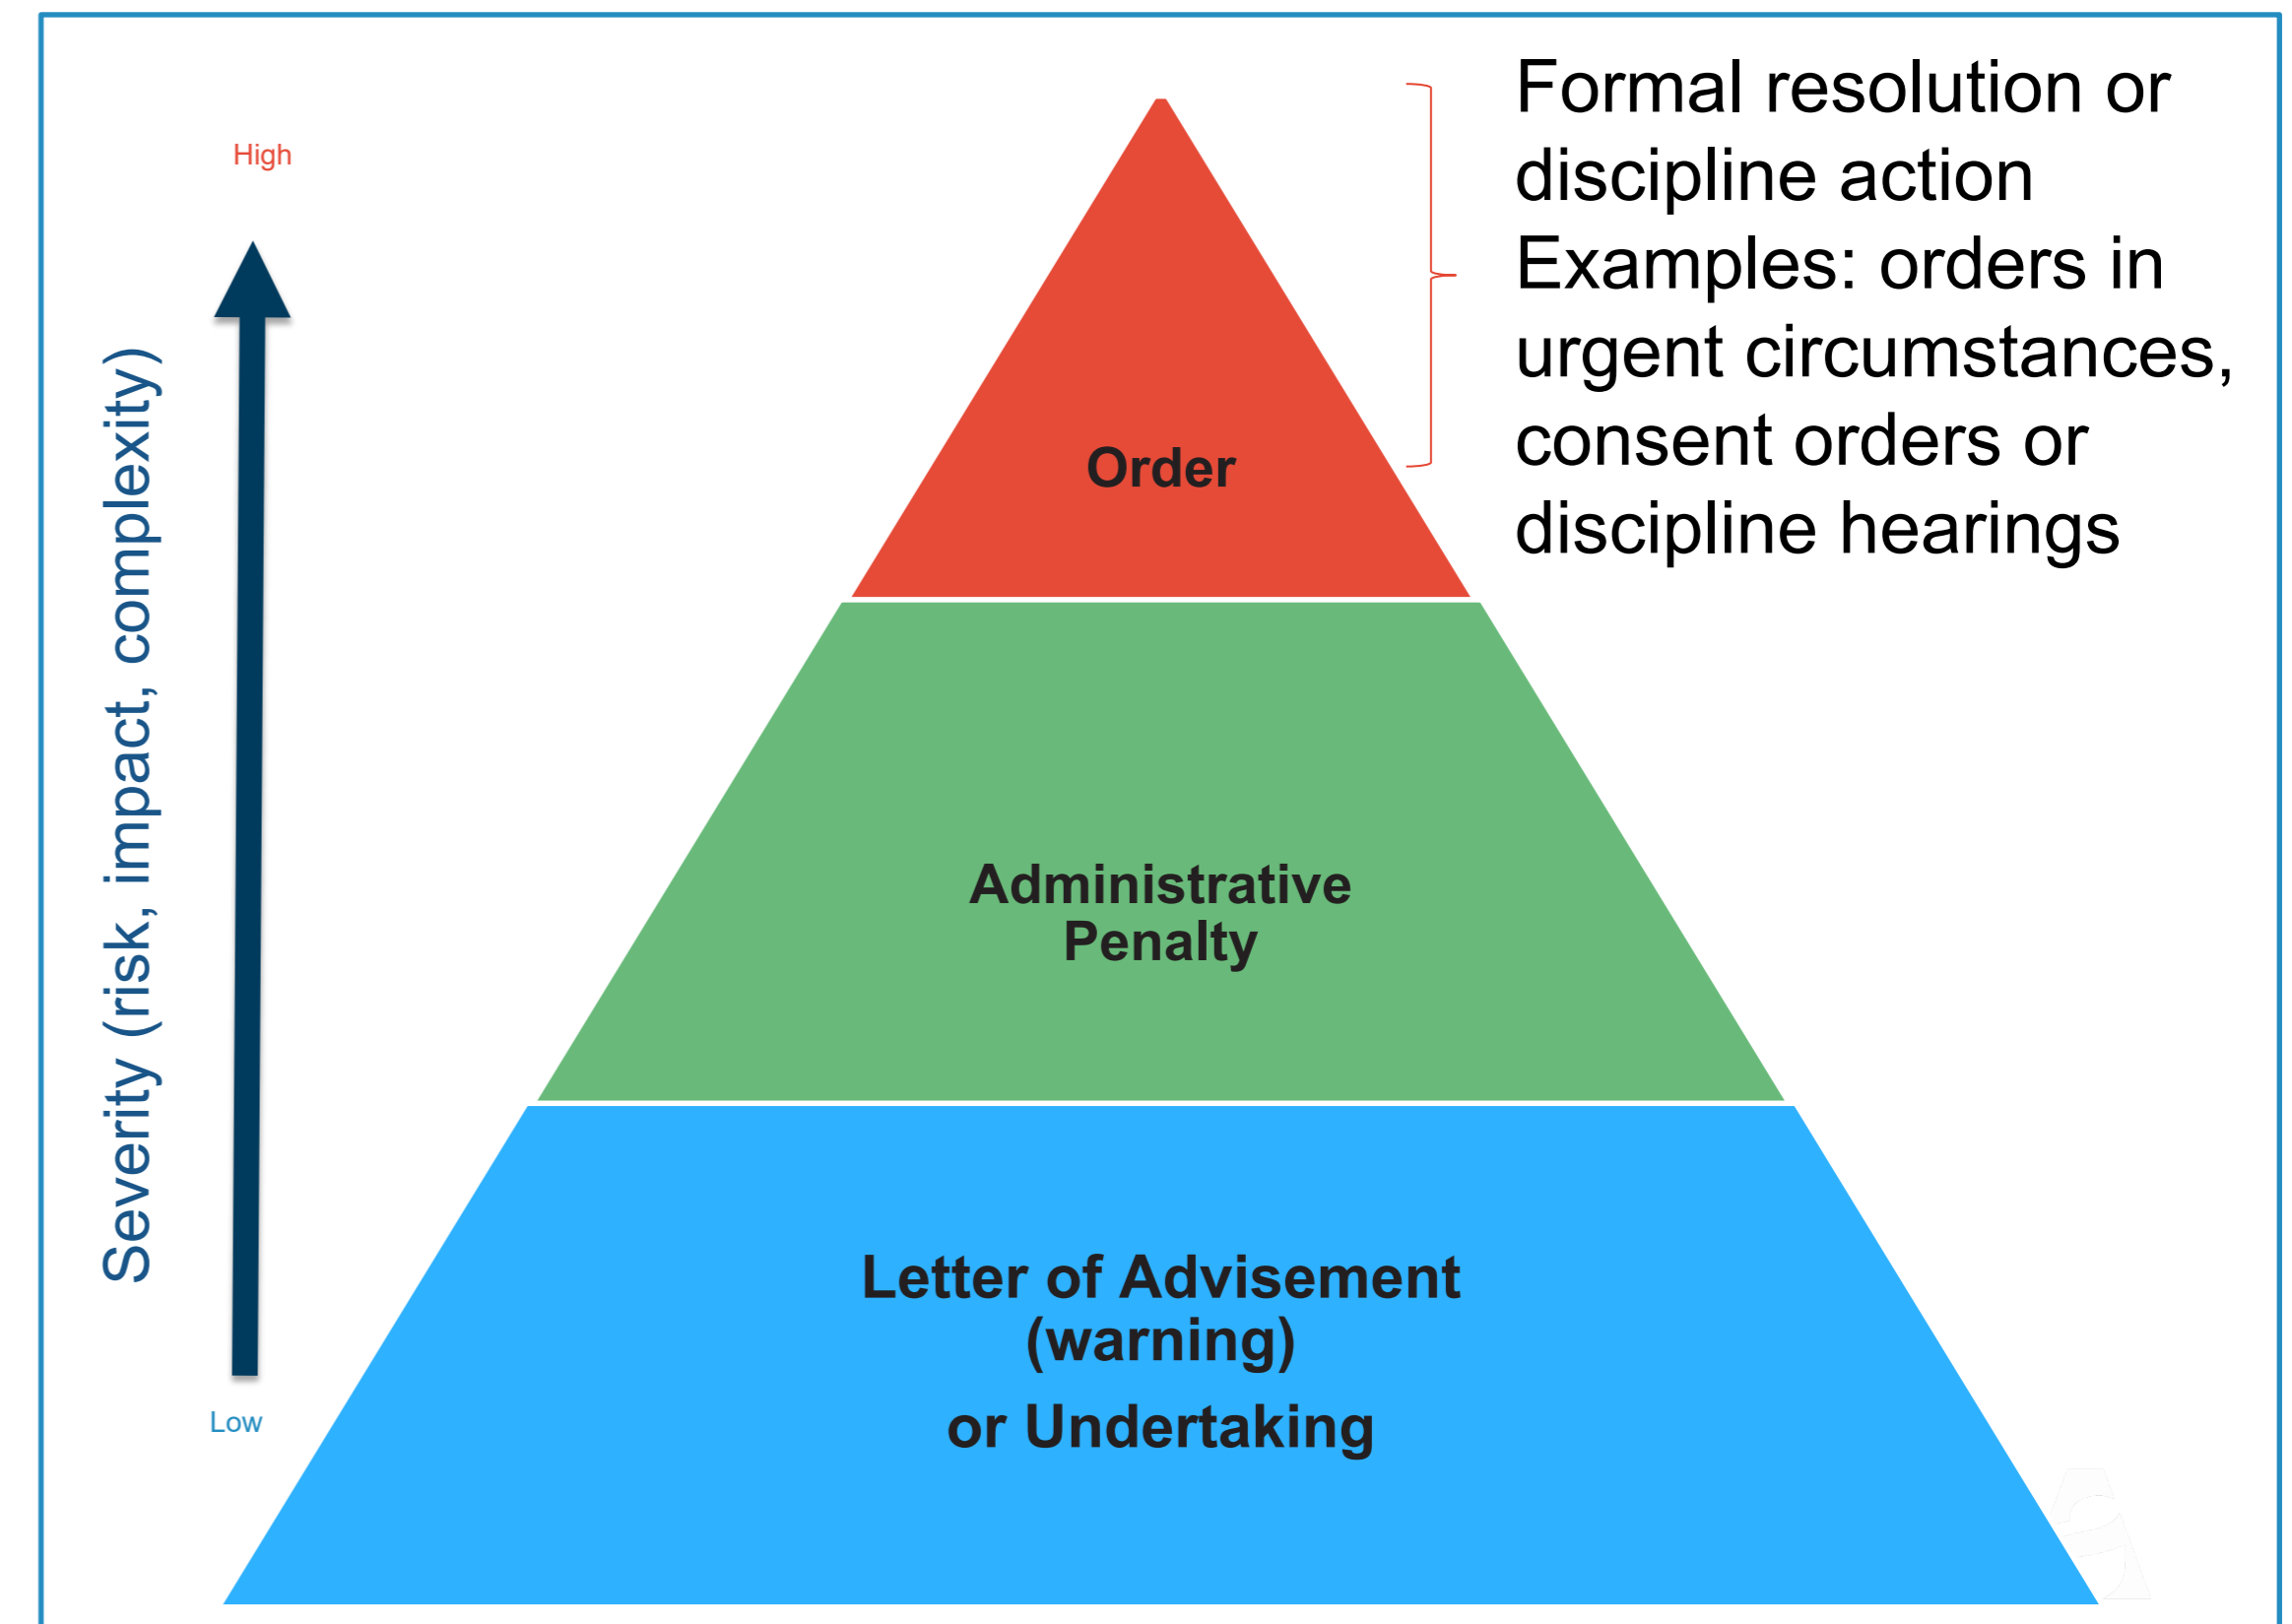 Formal resolution or
discipline action
Examples: orders in
urgent circumstances,
consent orders or
discipline hearings
High
Severity (risk, impact, complexity)
Low
Order
Administrative
Penalty
Letter of Advisement
(warning)
or Undertaking